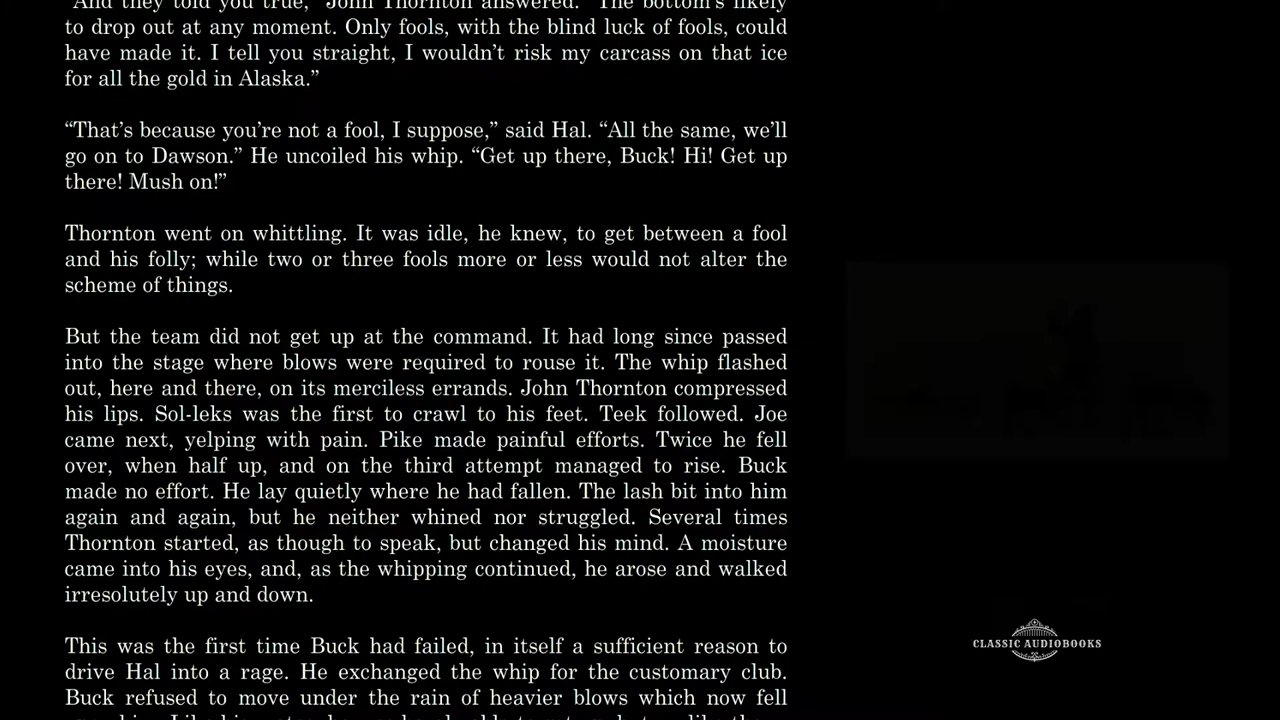 "And they told you true," John Thornton answered. "The bottom's likely
to drop out at any moment. Only fools, with the blind luck of fools, could
have made it. I tell you straight, I wouldn't risk my carcass on that ice
for all the gold in Alaska."
"That's because you're not a fool, I suppose," said Hal. "All the same, we'll
go on to Dawson." He uncoiled his whip. "Get up there, Buck! Hi! Get up
there! Mush on!"
Thornton went on whittling. It was idle, he knew, to get between a fool
and his folly; while two or three fools more or less would not alter the
scheme of things.
But the team did not get up at the command. It had long since passed
into the stage where blows were required to rouse it. The whip flashed
out, here and there, on its merciless errands. John Thornton compressed
his lips. Sol-leks was the first to crawl to his feet. Teek followed. Joe
came next, yelping with pain. Pike made painful efforts. Twice he fell
over, when half up, and on the third attempt managed to rise. Buck
made no effort. He lay quietly where he had fallen. The lash bit into him
again and again, but he neither whined nor struggled. Several times
Thornton started, as though to speak, but changed his mind. A moisture
came into his eyes, and, as the whipping continued, he arose and walked
irresolutely up and down.
This was the first time Buck had failed, in itself a sufficient reason to
drive Hal into a rage. He exchanged the whip for the customary club.
Buck refused to move under the rain of heavier blows which now fell
CLASSIC AUDIOBOOKS